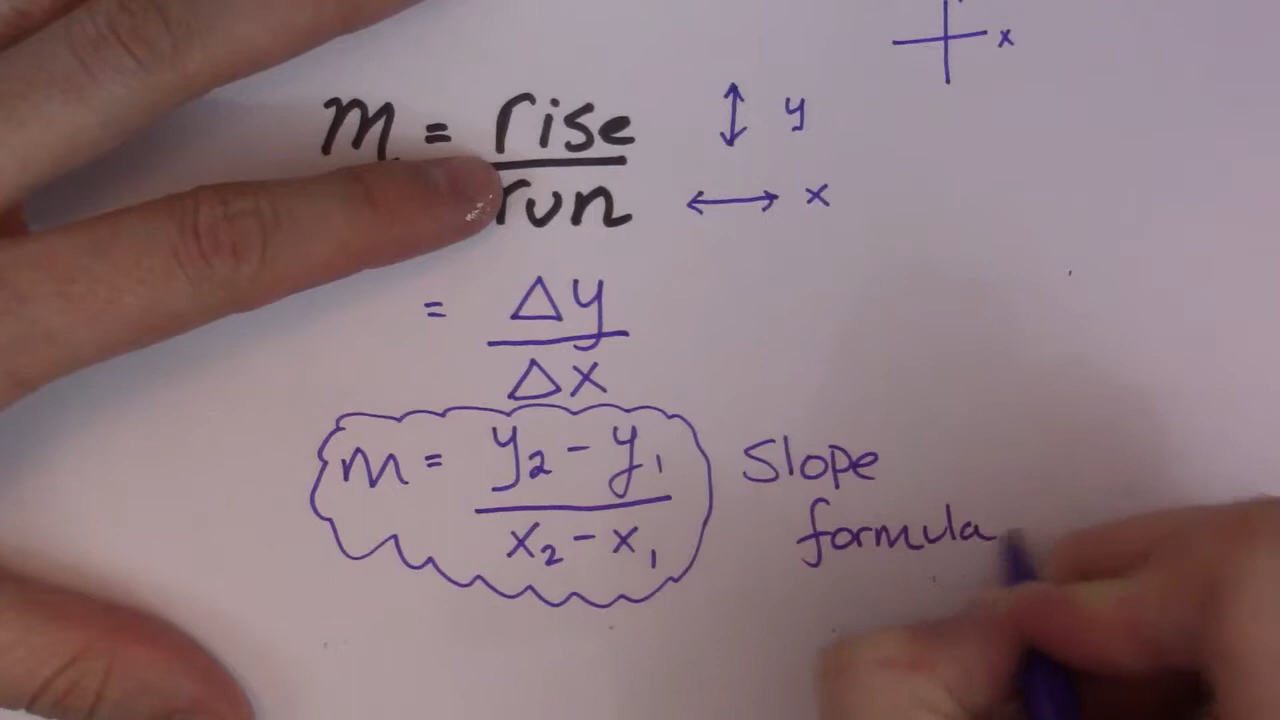 x
m = rise y
run x
= Δy
Δx
m = y₂ - y₁ Slope
x₂ - x₁ formula